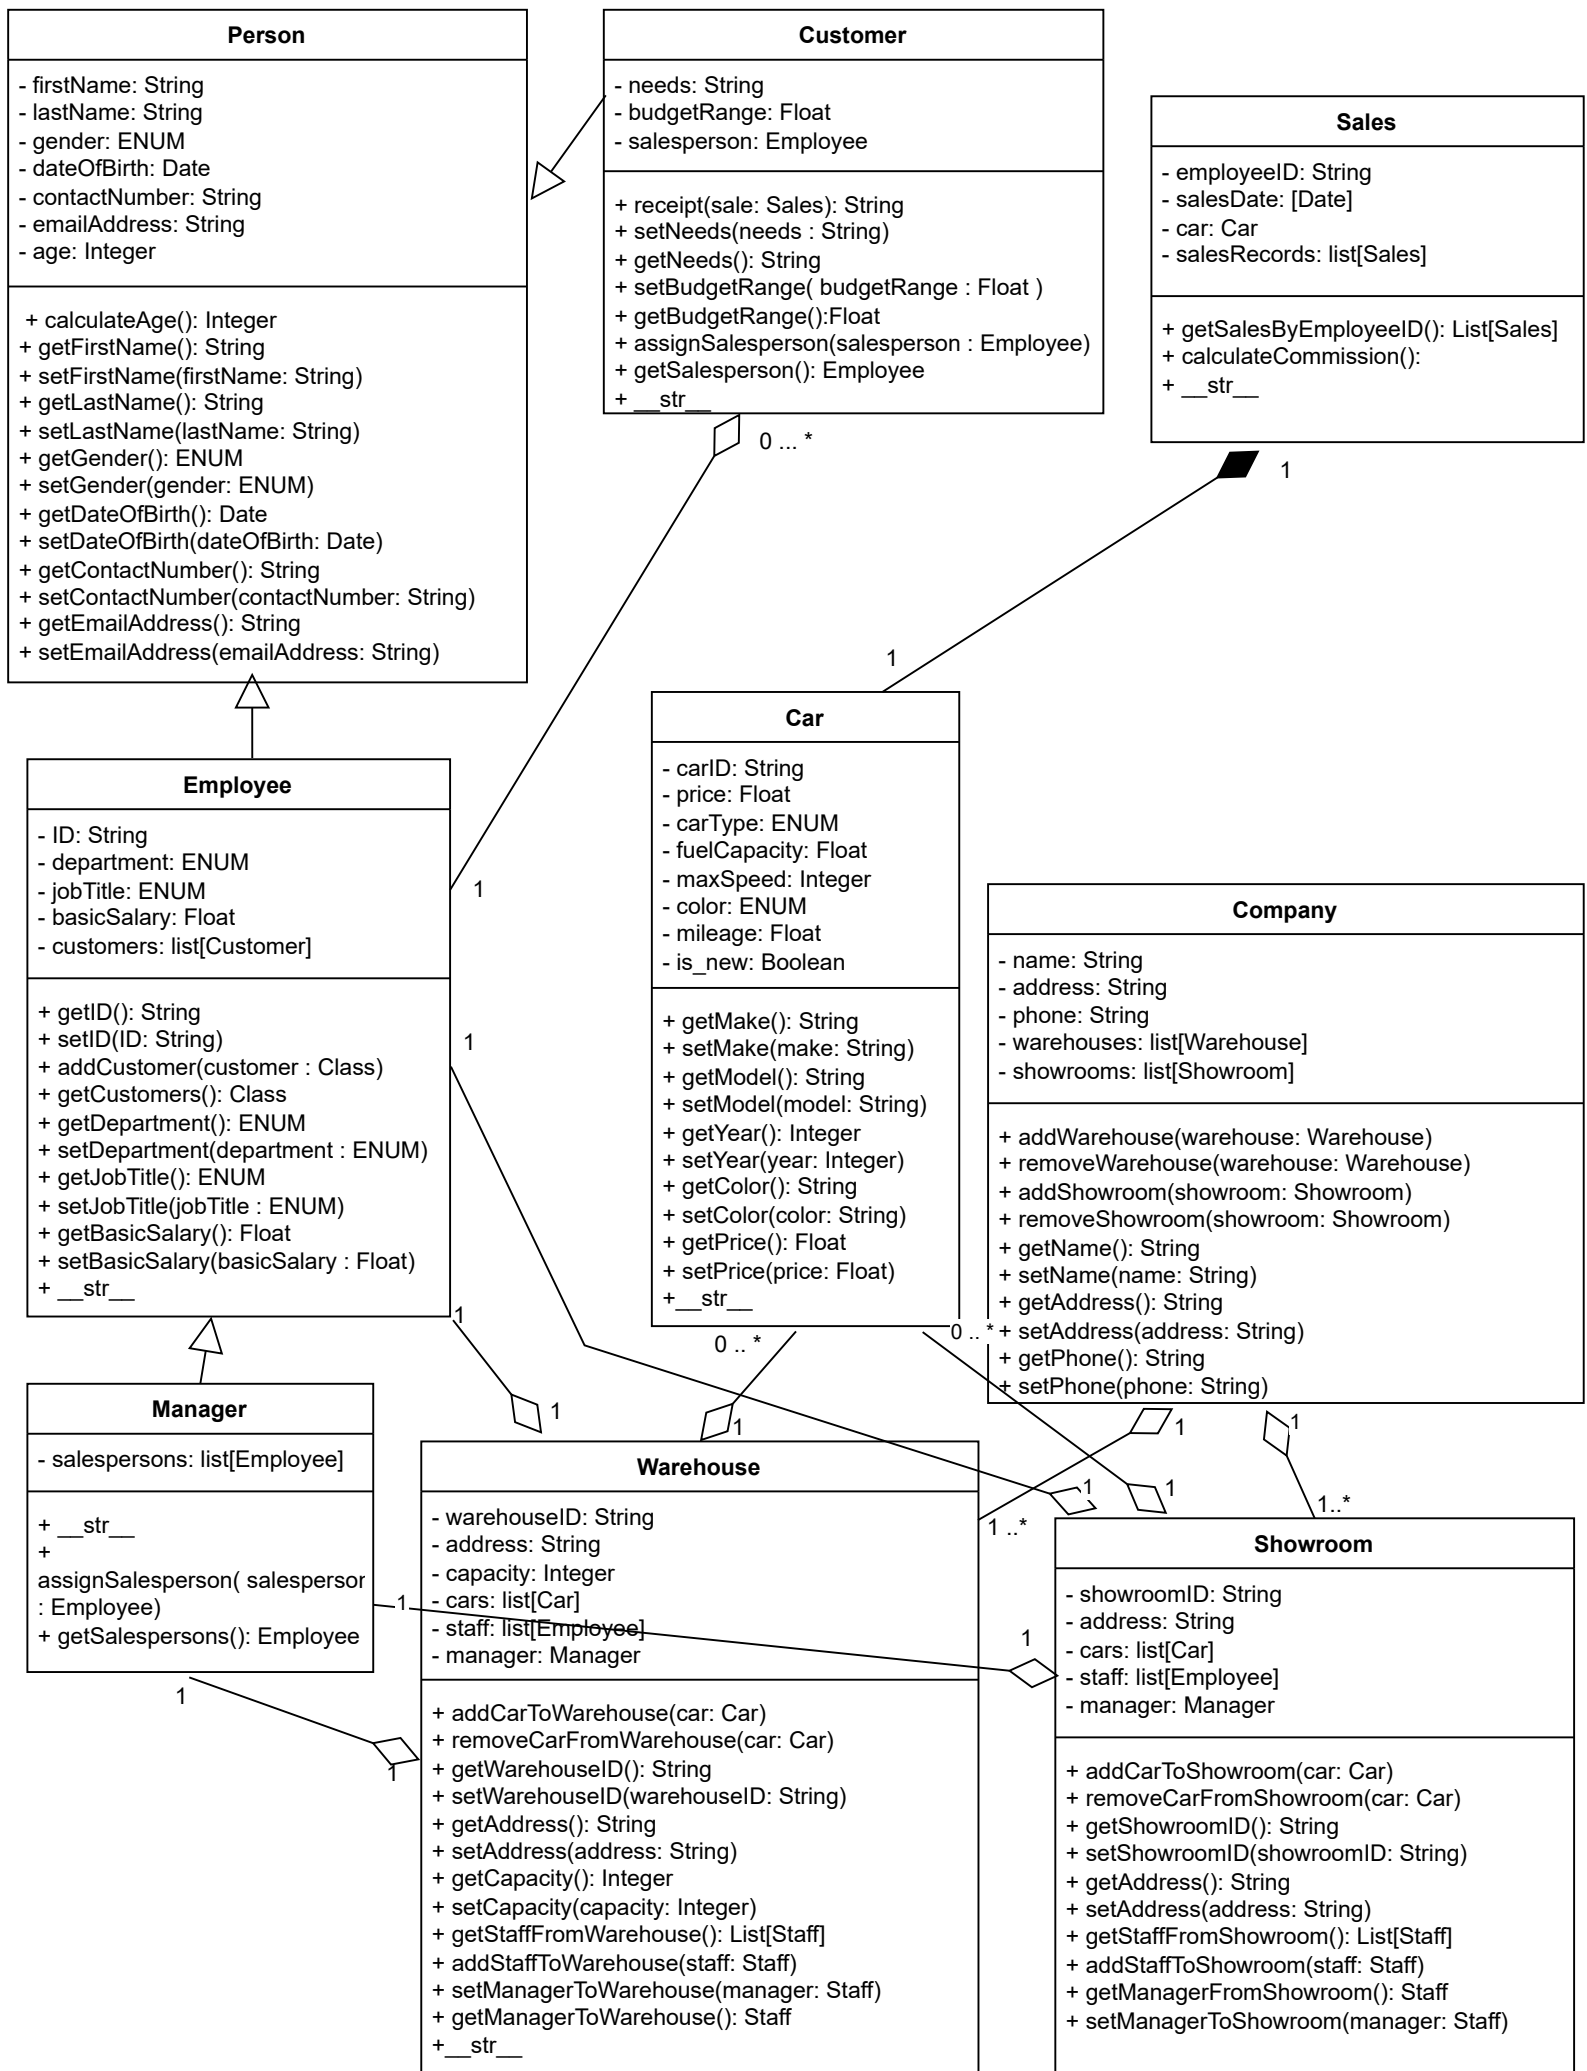 Person
- firstName: String
- lastName: String
- gender: ENUM
- dateOfBirth: Date
- contactNumber: String
- emailAddress: String
- age: Integer
+ calculateAge(): Integer
+ getFirstName(): String
+ setFirstName(firstName: String)
+ getLastName(): String
+ setLastName(lastName: String)
+ getGender(): ENUM
+ setGender(gender: ENUM)
+ getDateOfBirth(): Date
+ setDateOfBirth(dateOfBirth: Date)
+ getContactNumber(): String
+ setContactNumber(contactNumber: String)
+ getEmailAddress(): String
+ setEmailAddress(emailAddress: String)
Customer
- needs: String
- budgetRange: Float
- salesperson: Employee
+ receipt(sale: Sales): String
+ setNeeds(needs : String)
+ getNeeds(): String
+ setBudgetRange( budgetRange : Float )
+ getBudgetRange():Float
+ assignSalesperson(salesperson : Employee)
+ getSalesperson(): Employee
+ __str__
0 ... *
Sales
- employeeID: String
- salesDate: [Date]
- car: Car
- salesRecords: list[Sales]
+ getSalesByEmployeeID(): List[Sales]
+ calculateCommission():
+ __str__
1
1
Employee
- ID: String
- department: ENUM
- jobTitle: ENUM
- basicSalary: Float
- customers: list[Customer]
+ getID(): String
+ setID(ID: String)
+ addCustomer(customer : Class)
+ getCustomers(): Class
+ getDepartment(): ENUM
+ setDepartment(department : ENUM)
+ getJobTitle(): ENUM
+ setJobTitle(jobTitle : ENUM)
+ getBasicSalary(): Float
+ setBasicSalary(basicSalary : Float)
+ __str__
1
1
1
1
Car
- carID: String
- price: Float
- carType: ENUM
- fuelCapacity: Float
- maxSpeed: Integer
- color: ENUM
- mileage: Float
- is_new: Boolean
+ getMake(): String
+ setMake(make: String)
+ getModel(): String
+ setModel(model: String)
+ getYear(): Integer
+ setYear(year: Integer)
+ getColor(): String
+ setColor(color: String)
+ getPrice(): Float
+ setPrice(price: Float)
+__str__
0 .. *
0 .. *
1
Company
- name: String
- address: String
- phone: String
- warehouses: list[Warehouse]
- showrooms: list[Showroom]
+ addWarehouse(warehouse: Warehouse)
+ removeWarehouse(warehouse: Warehouse)
+ addShowroom(showroom: Showroom)
+ removeShowroom(showroom: Showroom)
+ getName(): String
+ setName(name: String)
+ getAddress(): String
+ setAddress(address: String)
+ getPhone(): String
+ setPhone(phone: String)
1
1
1
1
1 ..*
1..*
Manager
- salespersons: list[Employee]
+ __str__
+
assignSalesperson( salesperson
: Employee)
+ getSalespersons(): Employee
1
1
1
1
Warehouse
- warehouseID: String
- address: String
- capacity: Integer
- cars: list[Car]
- staff: list[Employee]
- manager: Manager
+ addCarToWarehouse(car: Car)
+ removeCarFromWarehouse(car: Car)
+ getWarehouseID(): String
+ setWarehouseID(warehouseID: String)
+ getAddress(): String
+ setAddress(address: String)
+ getCapacity(): Integer
+ setCapacity(capacity: Integer)
+ getStaffFromWarehouse(): List[Staff]
+ addStaffToWarehouse(staff: Staff)
+ setManagerToWarehouse(manager: Staff)
+ getManagerToWarehouse(): Staff
+__str__
Showroom
- showroomID: String
- address: String
- cars: list[Car]
- staff: list[Employee]
- manager: Manager
+ addCarToShowroom(car: Car)
+ removeCarFromShowroom(car: Car)
+ getShowroomID(): String
+ setShowroomID(showroomID: String)
+ getAddress(): String
+ setAddress(address: String)
+ getStaffFromShowroom(): List[Staff]
+ addStaffToShowroom(staff: Staff)
+ getManagerFromShowroom(): Staff
+ setManagerToShowroom(manager: Staff)